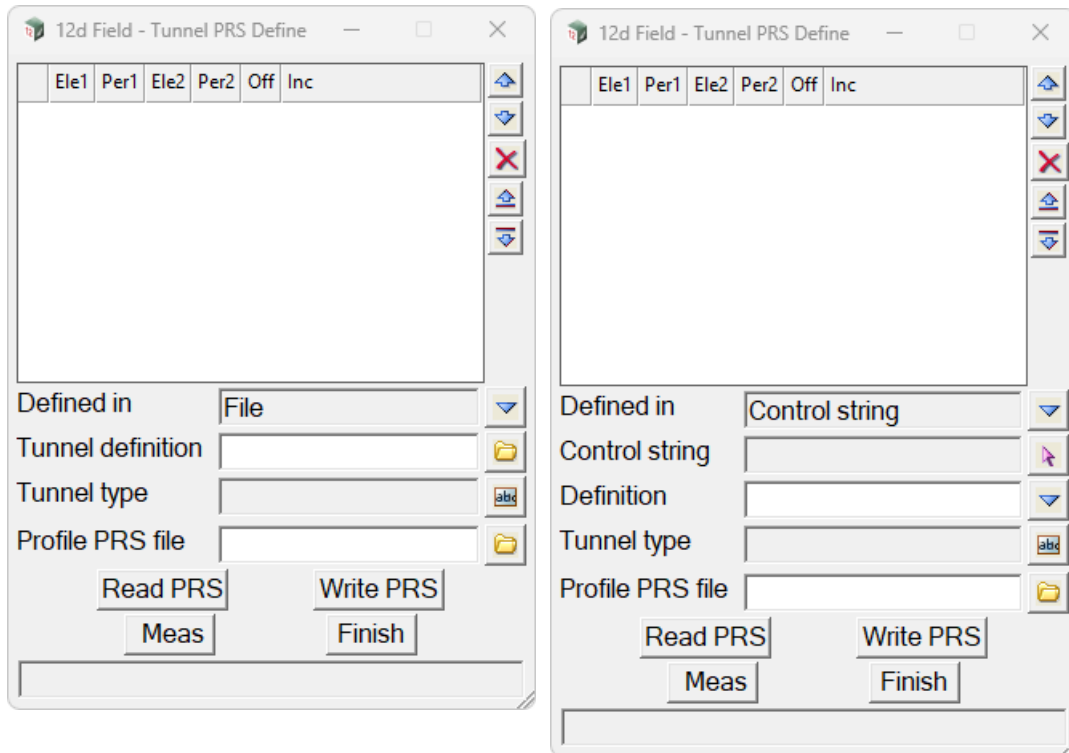 12d Field - Tunnel PRS Define
Ele1 Per1 Ele2 Per2 Off Inc
Defined in File
Tunnel definition
Tunnel type abc
Profile PRS file
Read PRS Write PRS
Meas Finish
12d Field - Tunnel PRS Define
Ele1 Per1 Ele2 Per2 Off Inc
Defined in Control string
Control string
Definition
Tunnel type abc
Profile PRS file
Read PRS Write PRS
Meas Finish